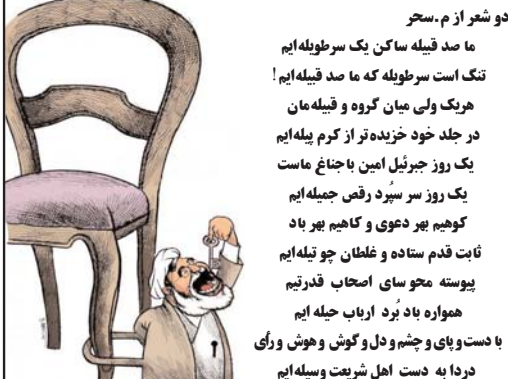 دو شعر از م.سحر
ما صد قبیله ساکن یک سرطویله‌ایم
تنگ است سرطویله که ما صد قبیله‌ایم!
هریک ولی میان گروه و قبیله‌مان
در جلد خود خزیده‌تر از کرم پیله‌ایم
یک روز جبرئیل امین باجناغ ماست
یک روز سر سپُرد رقص جمیله‌ایم
کوهیم بهر دعوی و کاهیم بهر باد
ثابت قدم ستاده و غلطان چو تیله‌ایم
پیوسته محو سای اصحاب قدرتیم
همواره باد بُرد ارباب حیله ایم
با دست و پای و چشم و دل و گوش و هوش و رأی
دردا به دست اهل شریعت وسیله‌ایم